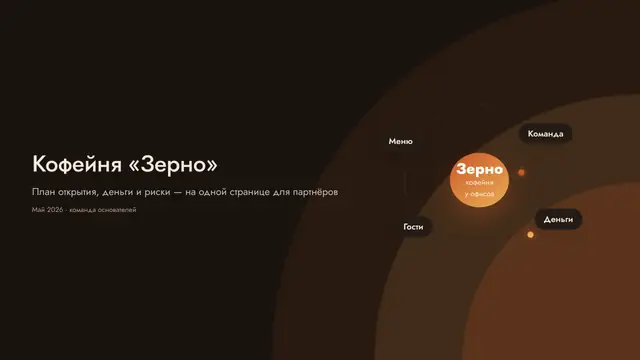 Кофейня «Зерно»
План открытия, деньги и риски — на одной странице для партнёров
Май 2026 · команда основателей
Меню
Команда
Зерно
кофейня
у офисов
Гости
Деньги